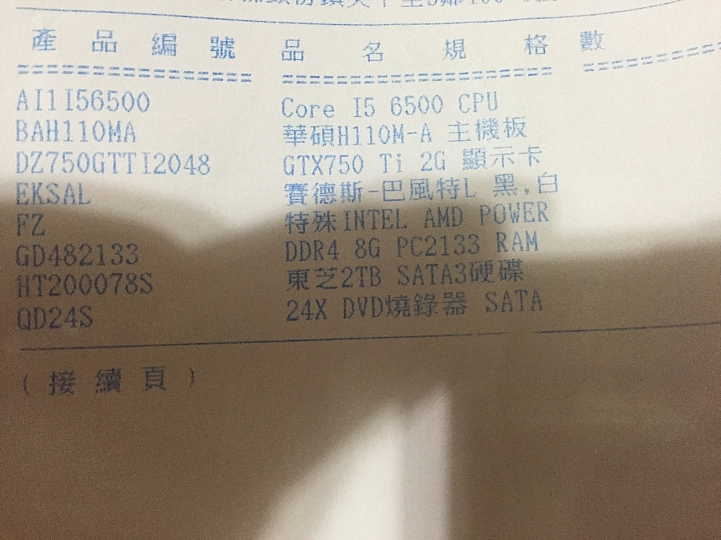 產品編號 品名規格 數
AI1I56500 Core I5 6500 CPU
BAH110MA 華碩H110M-A 主機板
DZ750GTTI2048 GTX750 Ti 2G 顯示卡
EKSAL 賽德斯-巴風特L 黑,白
FZ 特殊INTEL AMD POWER
GD482133 DDR4 8G PC2133 RAM
HT200078S 東芝2TB SATA3硬碟
QD24S 24X DVD燒錄器 SATA
(接續頁)